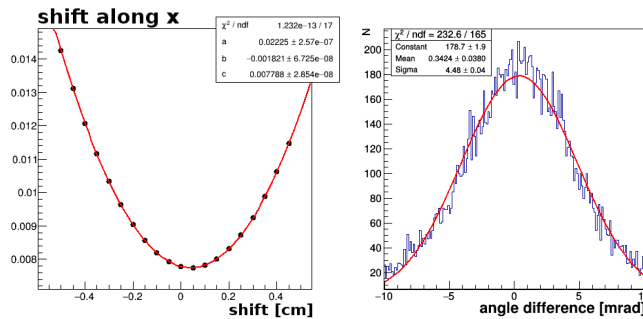 shift along x
χ² / ndf 1.232e−13 / 17
a 0.02225 ± 2.57e−07
b −0.001821 ± 6.725e−08
c 0.007788 ± 2.854e−08
0.014
0.013
0.012
0.011
0.01
0.009
0.008
−0.4 −0.2 0 0.2 0.4
shift [cm]
N
χ² / ndf = 232.6 / 165
Constant 178.7 ± 1.9
Mean 0.3424 ± 0.0380
Sigma 4.48 ± 0.04
200
180
160
140
120
100
80
60
40
20
−10 −5 0 5
angle difference [mrad]